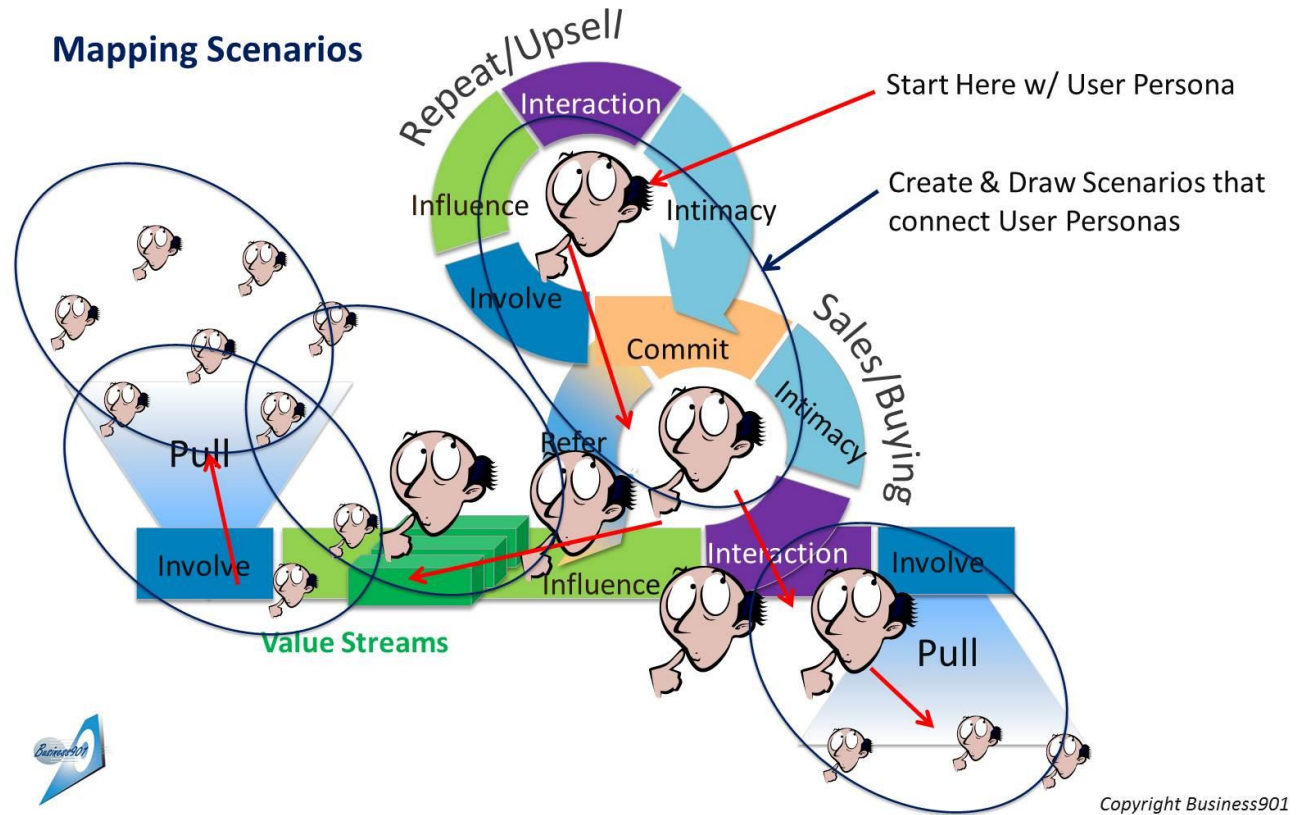 Mapping Scenarios
Repeat/Upsell
Interaction
Start Here w/ User Persona
Influence
Intimacy
Create & Draw Scenarios that
connect User Personas
Involve
Commit
Sales/Buying
Intimacy
Refer
Pull
Involve
Influence
Interaction
Involve
Value Streams
Pull
Business901
Copyright Business901